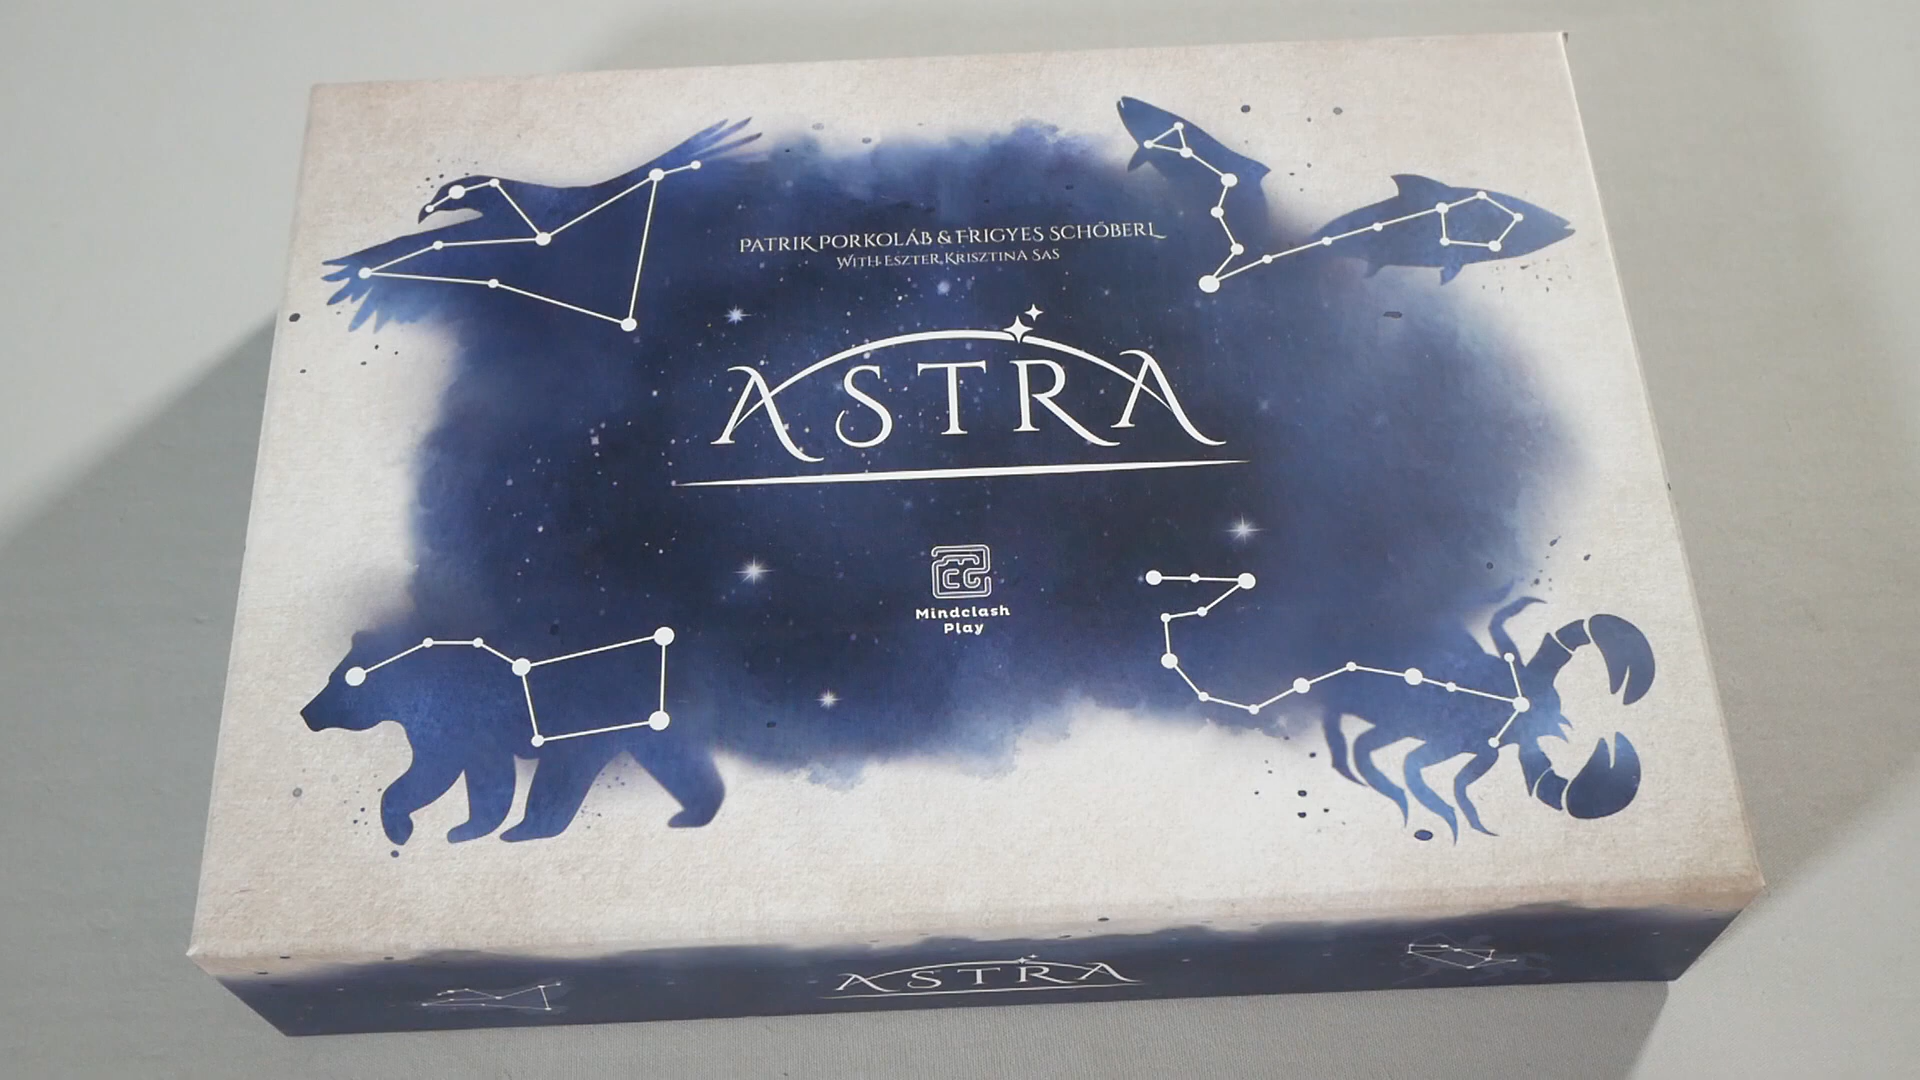 PATRIK PORKOLÁB & FRIGYES SCHÖBERL
WITH ESZTER KRISZTINA SAS
ASTRA
Mindclash
Play
ASTRA